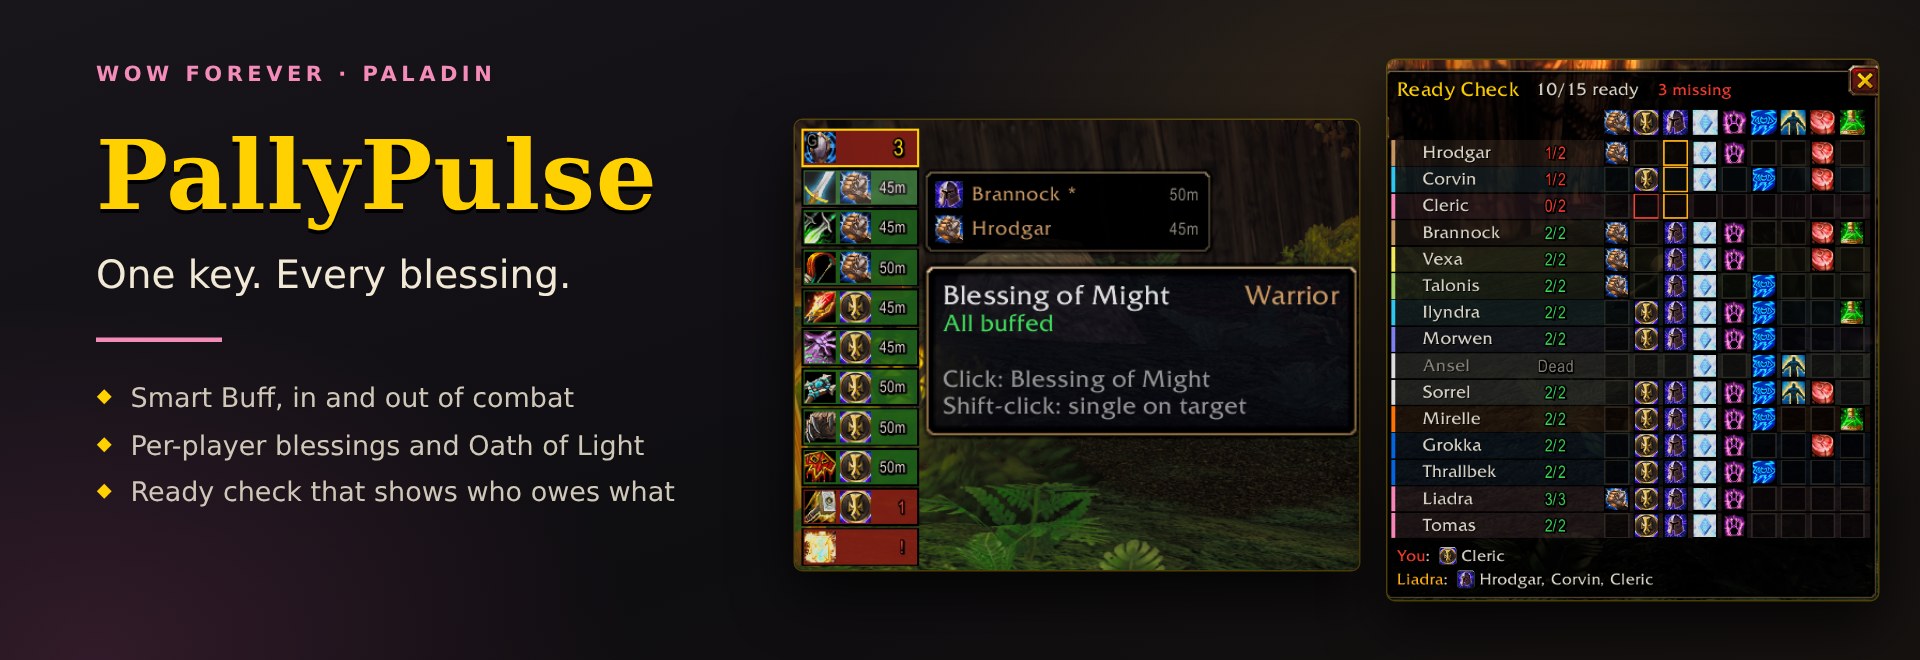 WOW FOREVER · PALADIN
PallyPulse
One key. Every blessing.
Smart Buff, in and out of combat
Per-player blessings and Oath of Light
Ready check that shows who owes what
3
45m
45m
50m
45m
45m
50m
50m
50m
1
!
Brannock * 50m
Hrodgar 45m
Blessing of Might Warrior
All buffed
Click: Blessing of Might
Shift-click: single on target
Ready Check 10/15 ready 3 missing
Hrodgar 1/2
Corvin 1/2
Cleric 0/2
Brannock 2/2
Vexa 2/2
Talonis 2/2
Ilyndra 2/2
Morwen 2/2
Ansel Dead
Sorrel 2/2
Mirelle 2/2
Grokka 2/2
Thrallbek 2/2
Liadra 3/3
Tomas 2/2
You: Cleric
Liadra: Hrodgar, Corvin, Cleric